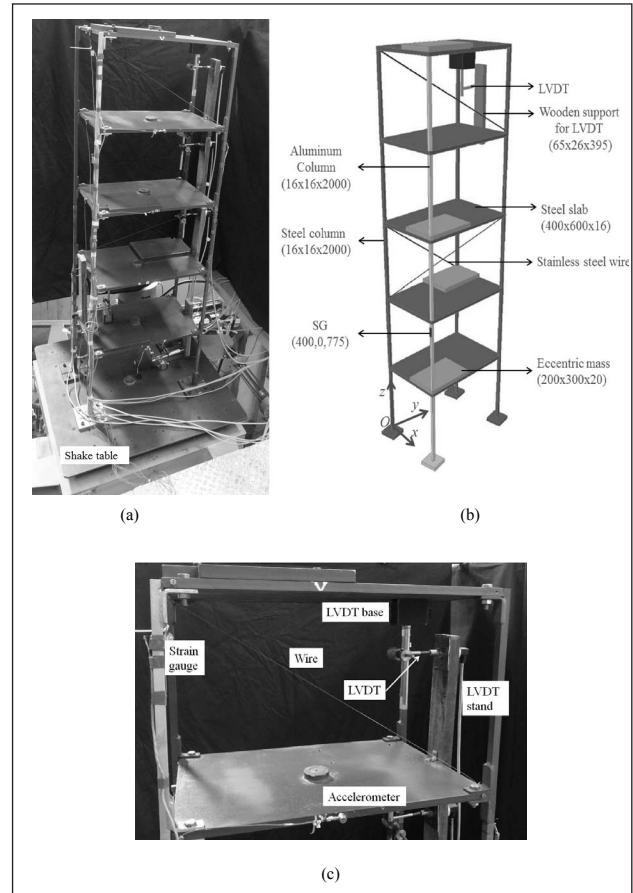 Shake table
(a)
LVDT
Wooden support
for LVDT
(65x26x395)
Aluminum
Column
(16x16x2000)
Steel column
(16x16x2000)
Steel slab
(400x600x16)
Stainless steel wire
SG
(400,0,775)
Eccentric mass
(200x300x20)
z
y
O
x
(b)
LVDT base
Strain
gauge
Wire
LVDT
LVDT
stand
Accelerometer
(c)